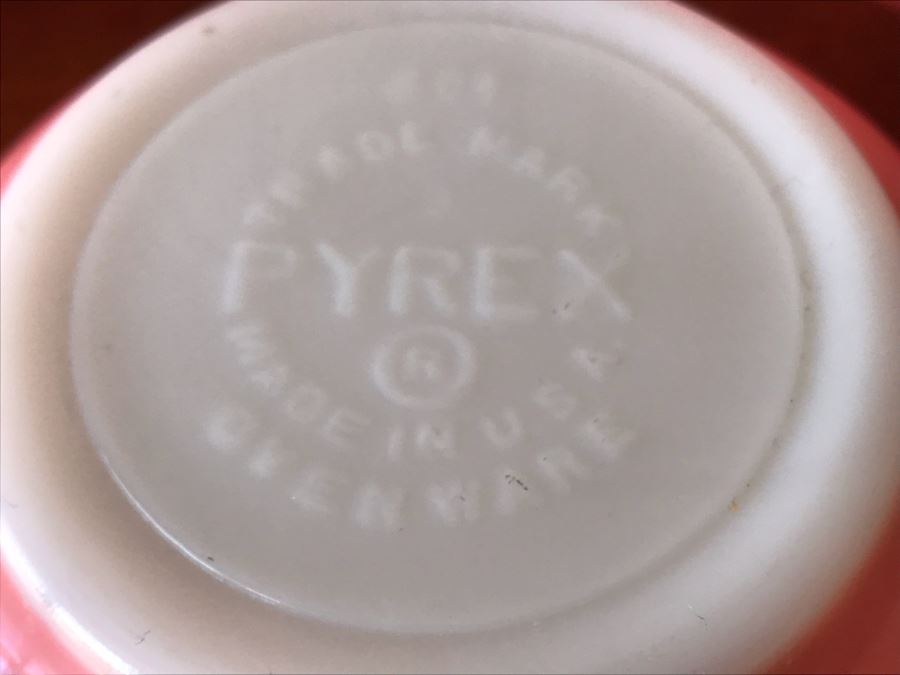 TRADE MARK
PYREX
®
MADE IN U.S.A.
OVENWARE